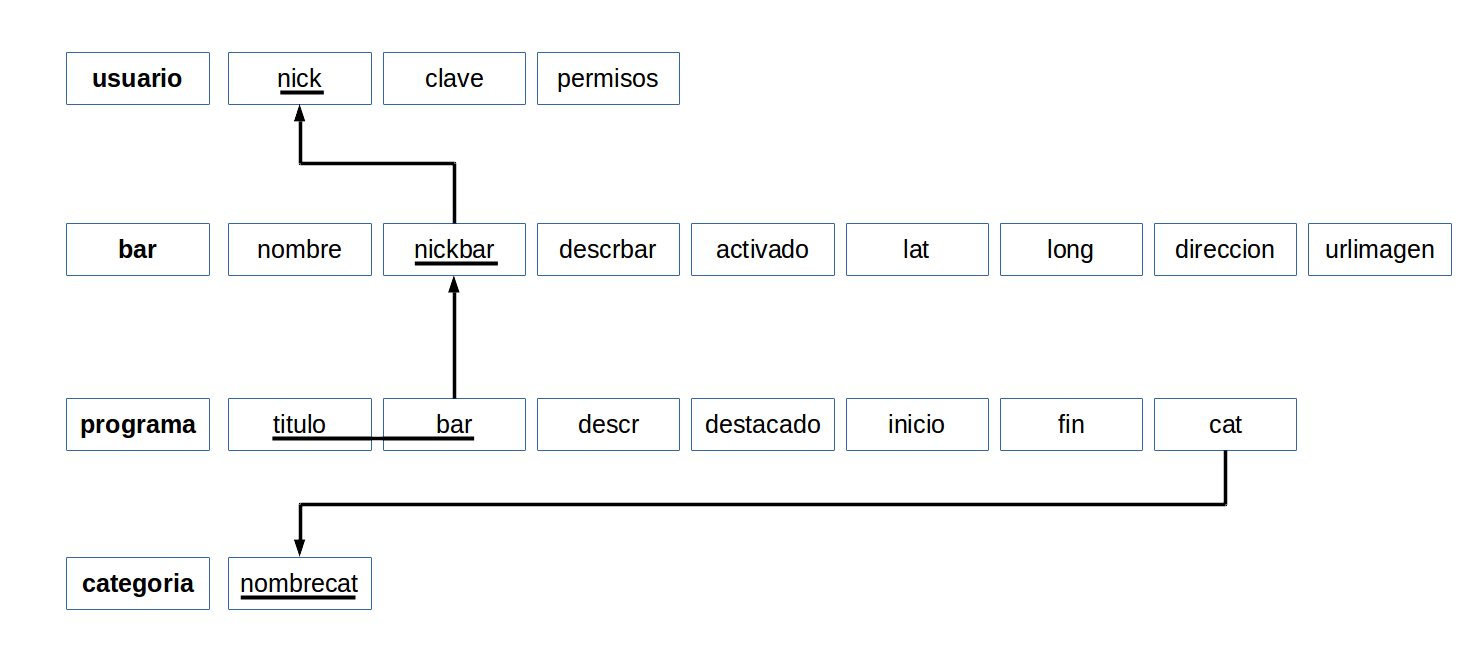 usuario nick clave permisos
bar nombre nickbar descrbar activado lat long direccion urlimagen
programa titulo bar descr destacado inicio fin cat
categoria nombrecat